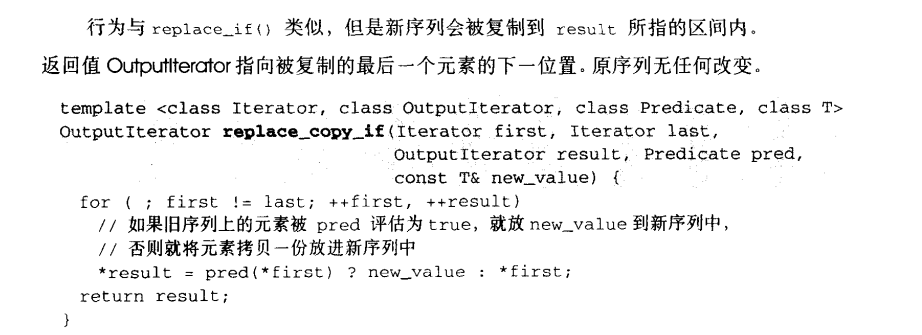 行为与 replace_if() 类似，但是新序列会被复制到 result 所指的区间内。
返回值 OutputIterator 指向被复制的最后一个元素的下一位置。原序列无任何改变。
template <class Iterator, class OutputIterator, class Predicate, class T>
OutputIterator replace_copy_if(Iterator first, Iterator last,
OutputIterator result, Predicate pred,
const T& new_value) {
for ( ; first != last; ++first, ++result)
// 如果旧序列上的元素被 pred 评估为 true，就放 new_value 到新序列中，
// 否则就将元素拷贝一份放进新序列中
*result = pred(*first) ? new_value : *first;
return result;
}